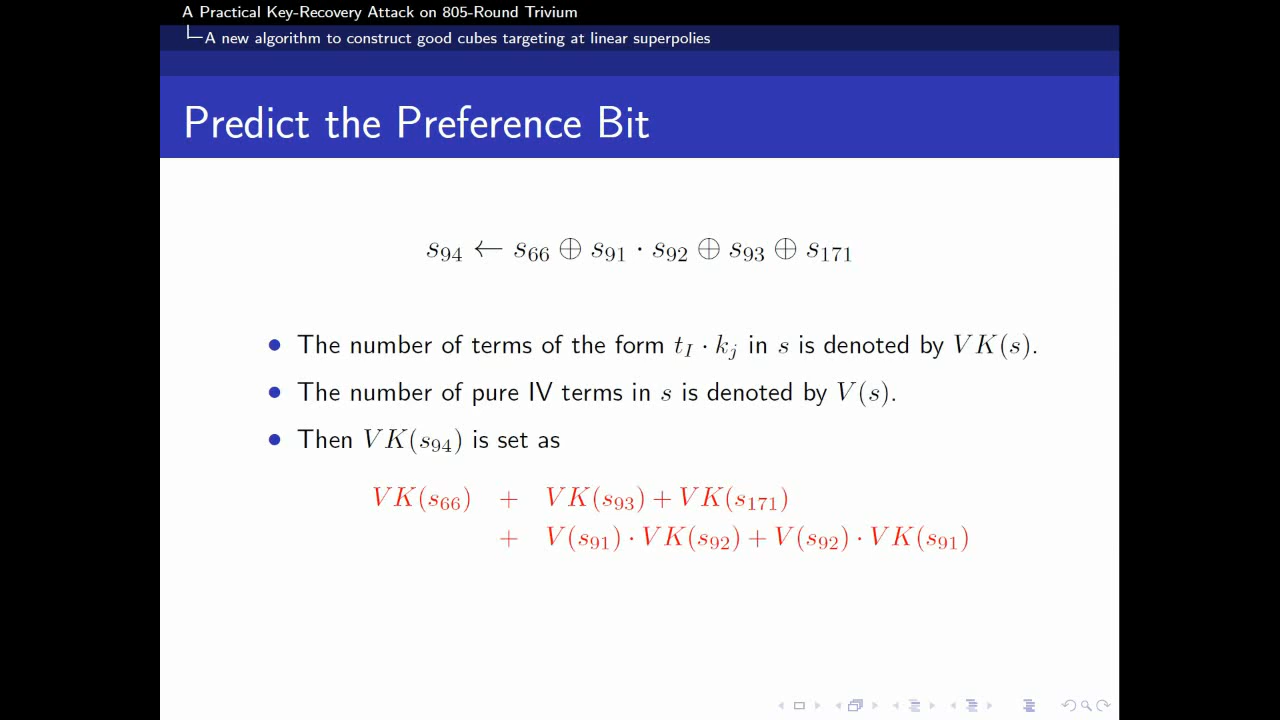 A Practical Key-Recovery Attack on 805-Round Trivium
A new algorithm to construct good cubes targeting at linear superpolies
Predict the Preference Bit
s₉₄ ← s₆₆ ⊕ s₉₁ · s₉₂ ⊕ s₉₃ ⊕ s₁₇₁
• The number of terms of the form t_I · k_j in s is denoted by VK(s).
• The number of pure IV terms in s is denoted by V(s).
• Then VK(s₉₄) is set as
VK(s₆₆) + VK(s₉₃) + VK(s₁₇₁)
+ V(s₉₁) · VK(s₉₂) + V(s₉₂) · VK(s₉₁)